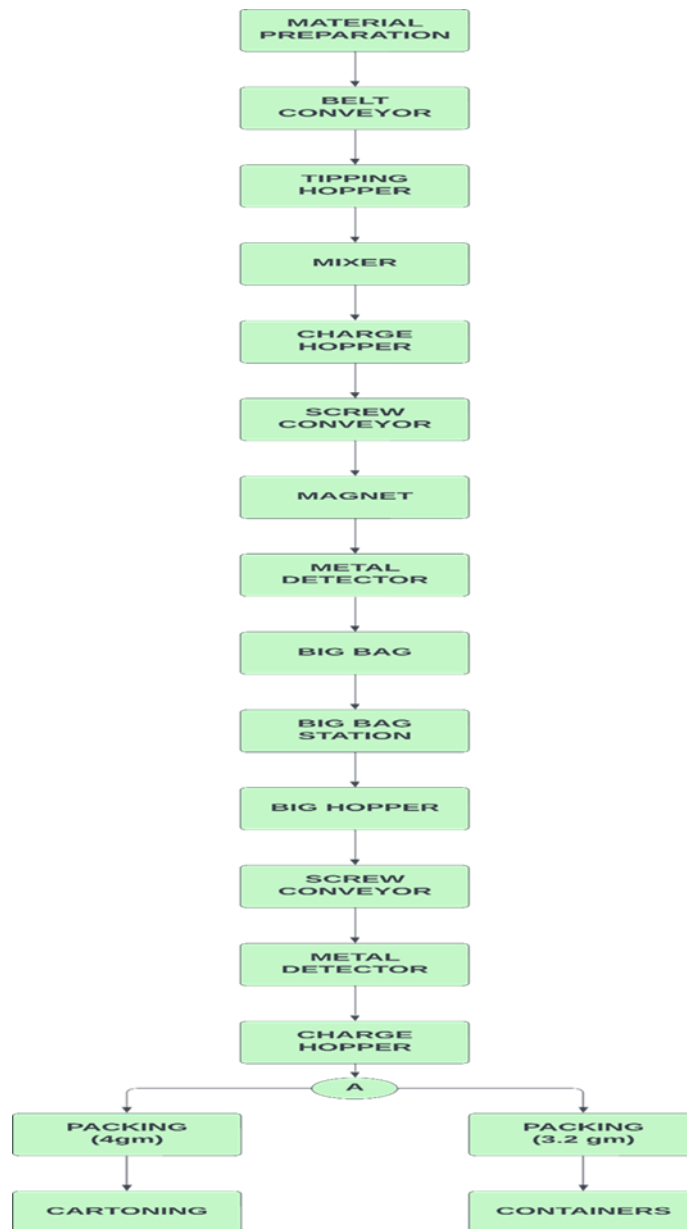 MATERIAL
PREPARATION
BELT
CONVEYOR
TIPPING
HOPPER
MIXER
CHARGE
HOPPER
SCREW
CONVEYOR
MAGNET
METAL
DETECTOR
BIG BAG
BIG BAG
STATION
BIG HOPPER
SCREW
CONVEYOR
METAL
DETECTOR
CHARGE
HOPPER
A
PACKING
(4gm)
PACKING
(3.2 gm)
CARTONING
CONTAINERS